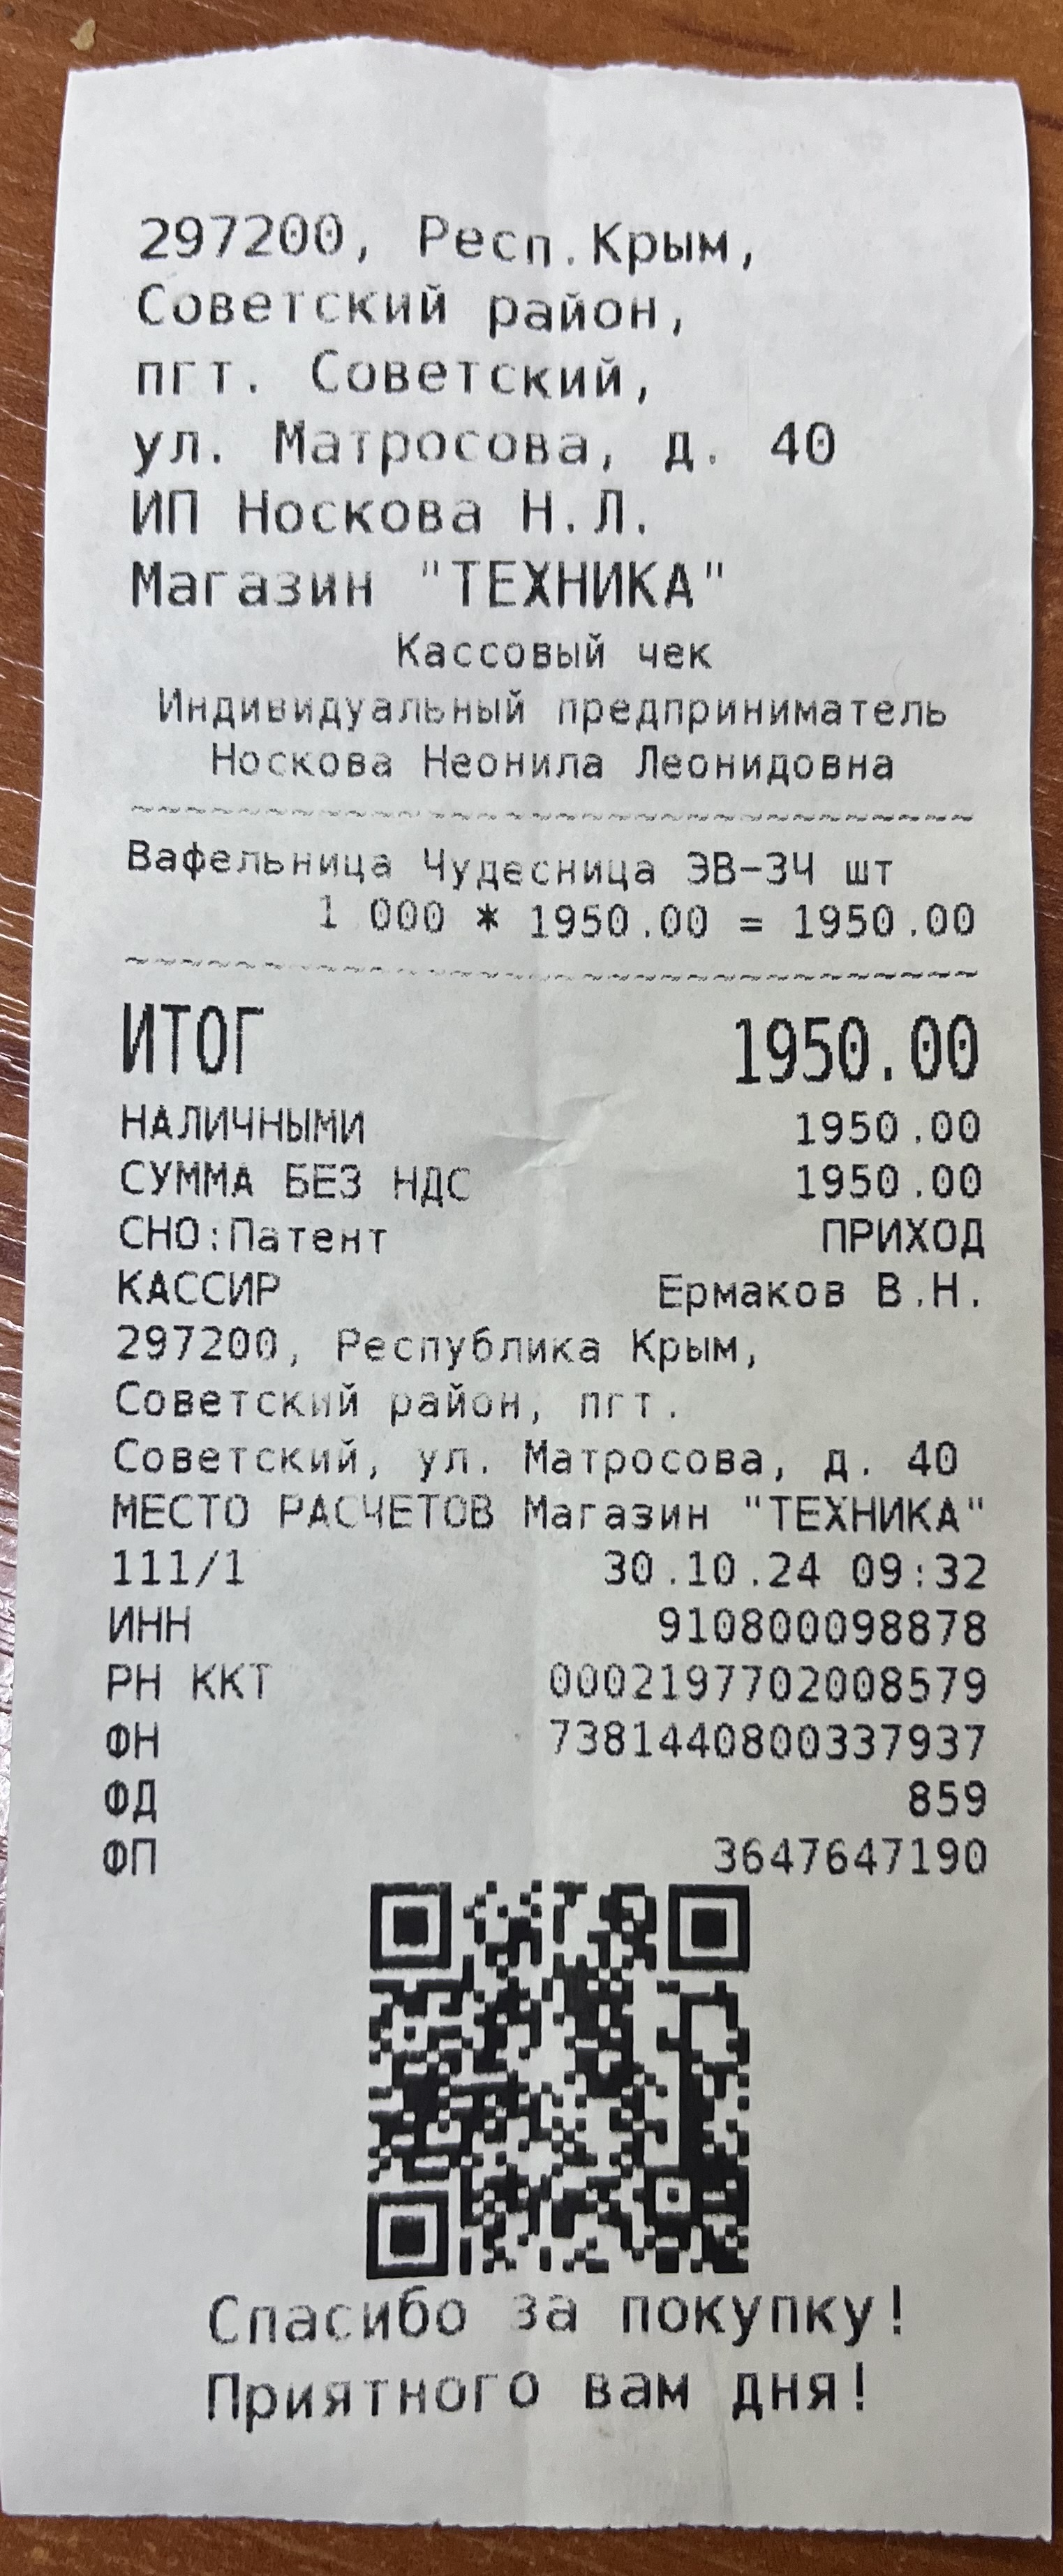 297200, Респ.Крым,
Советский район,
пгт. Советский,
ул. Матросова, д. 40
ИП Носкова Н.Л.
Магазин "ТЕХНИКА"
Кассовый чек
Индивидуальный предприниматель
Носкова Неонила Леонидовна
Вафельница Чудесница ЭВ-3Ч шт
1 000 * 1950.00 = 1950.00
ИТОГ 1950.00
НАЛИЧНЫМИ 1950.00
СУММА БЕЗ НДС 1950.00
СНО:Патент ПРИХОД
КАССИР Ермаков В.Н.
297200, Республика Крым,
Советский район, пгт.
Советский, ул. Матросова, д. 40
МЕСТО РАСЧЕТОВ Магазин "ТЕХНИКА"
111/1 30.10.24 09:32
ИНН 910800098878
РН ККТ 0002197702008579
ФН 7381440800337937
ФД 859
ФП 3647647190
Спасибо за покупку!
Приятного вам дня!